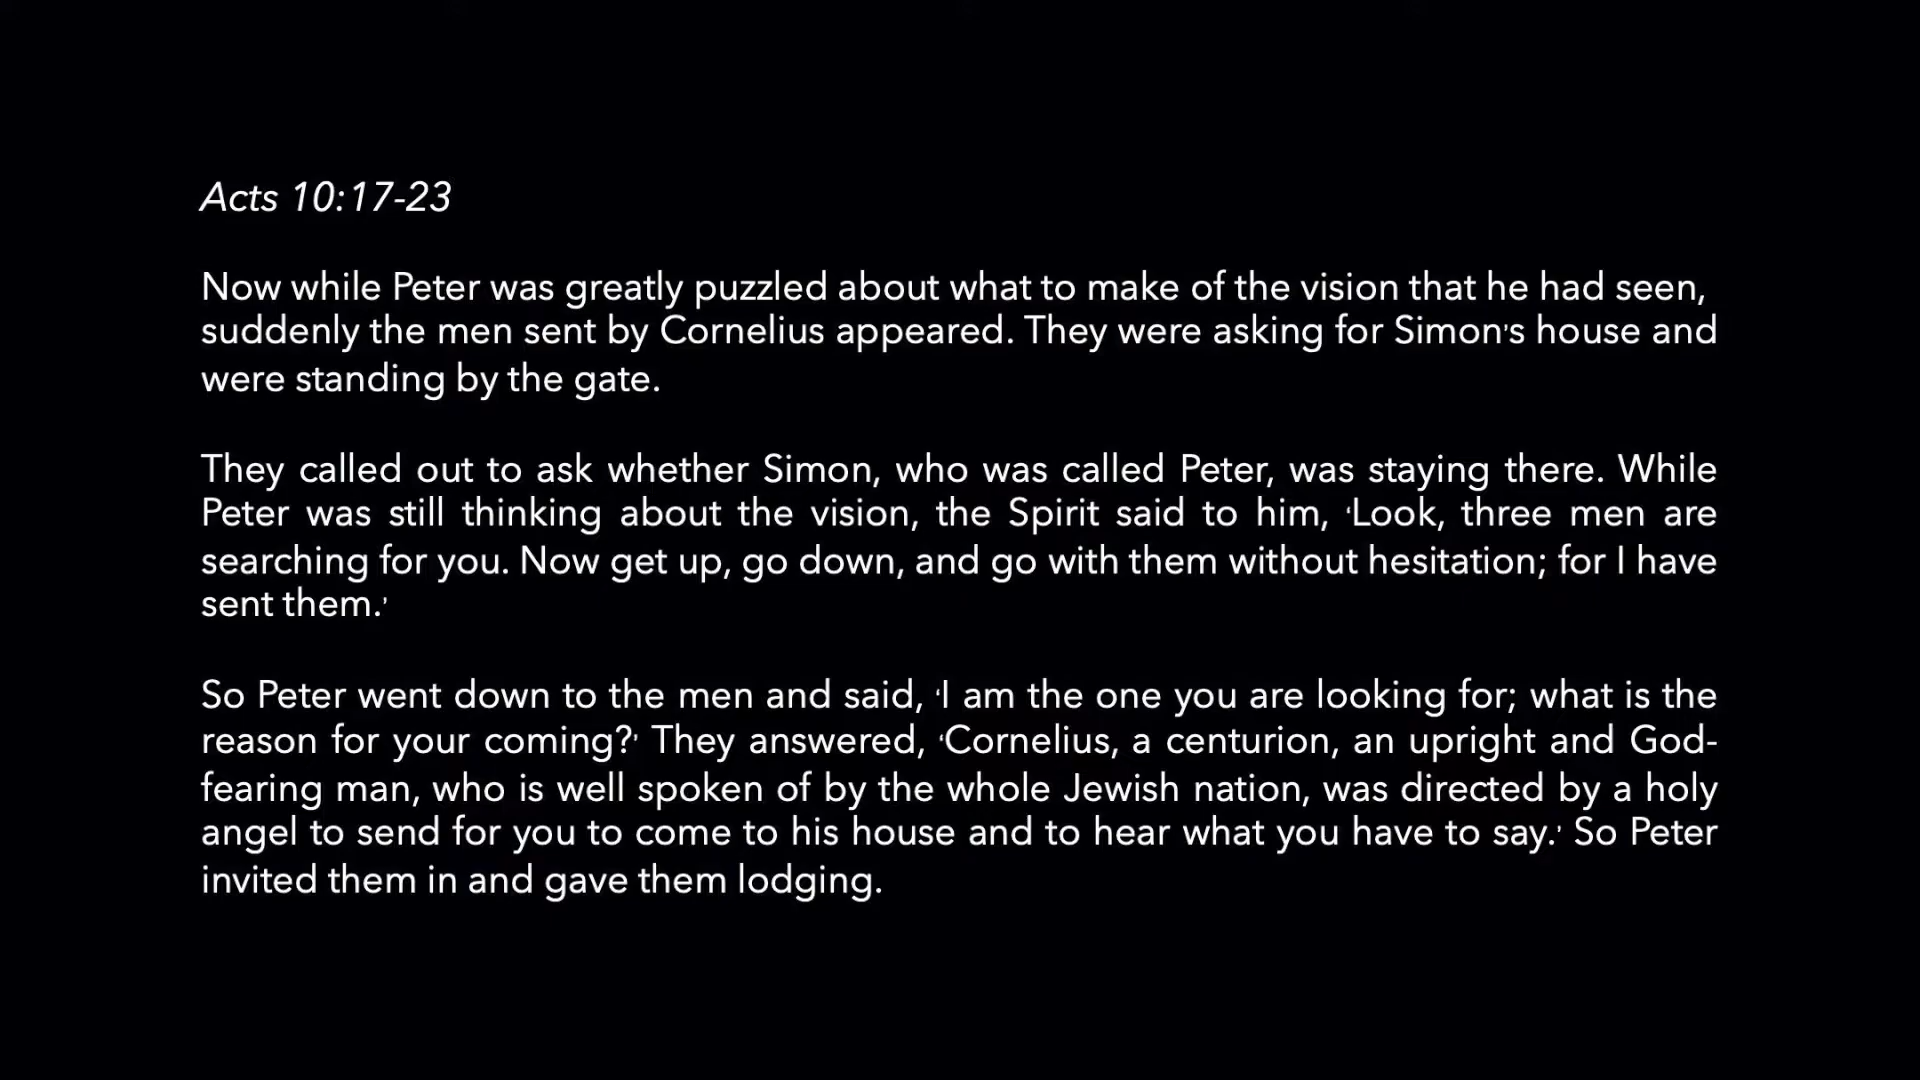 Acts 10:17-23
Now while Peter was greatly puzzled about what to make of the vision that he had seen,
suddenly the men sent by Cornelius appeared. They were asking for Simon’s house and
were standing by the gate.
They called out to ask whether Simon, who was called Peter, was staying there. While
Peter was still thinking about the vision, the Spirit said to him, ‘Look, three men are
searching for you. Now get up, go down, and go with them without hesitation; for I have
sent them.’
So Peter went down to the men and said, ‘I am the one you are looking for; what is the
reason for your coming?’ They answered, ‘Cornelius, a centurion, an upright and God-
fearing man, who is well spoken of by the whole Jewish nation, was directed by a holy
angel to send for you to come to his house and to hear what you have to say.’ So Peter
invited them in and gave them lodging.